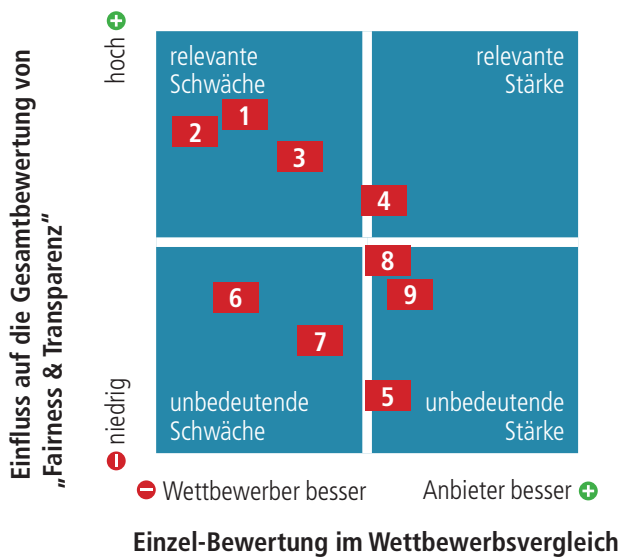 Einfluss auf die Gesamtbewertung von
„Fairness & Transparenz“
hoch
niedrig
relevante
Schwäche
relevante
Stärke
1
2
3
4
8
9
6
7
5
unbedeutende
Schwäche
unbedeutende
Stärke
Wettbewerber besser
Anbieter besser
Einzel-Bewertung im Wettbewerbsvergleich